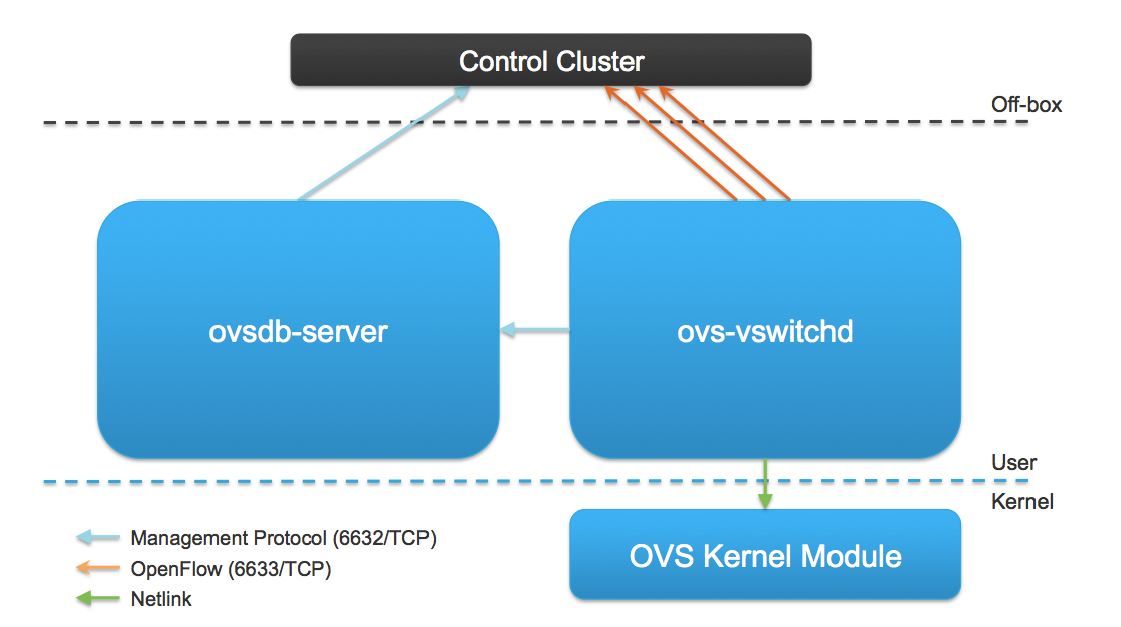 Control Cluster
Off-box
ovsdb-server
ovs-vswitchd
User
Kernel
Management Protocol (6632/TCP)
OpenFlow (6633/TCP)
Netlink
OVS Kernel Module